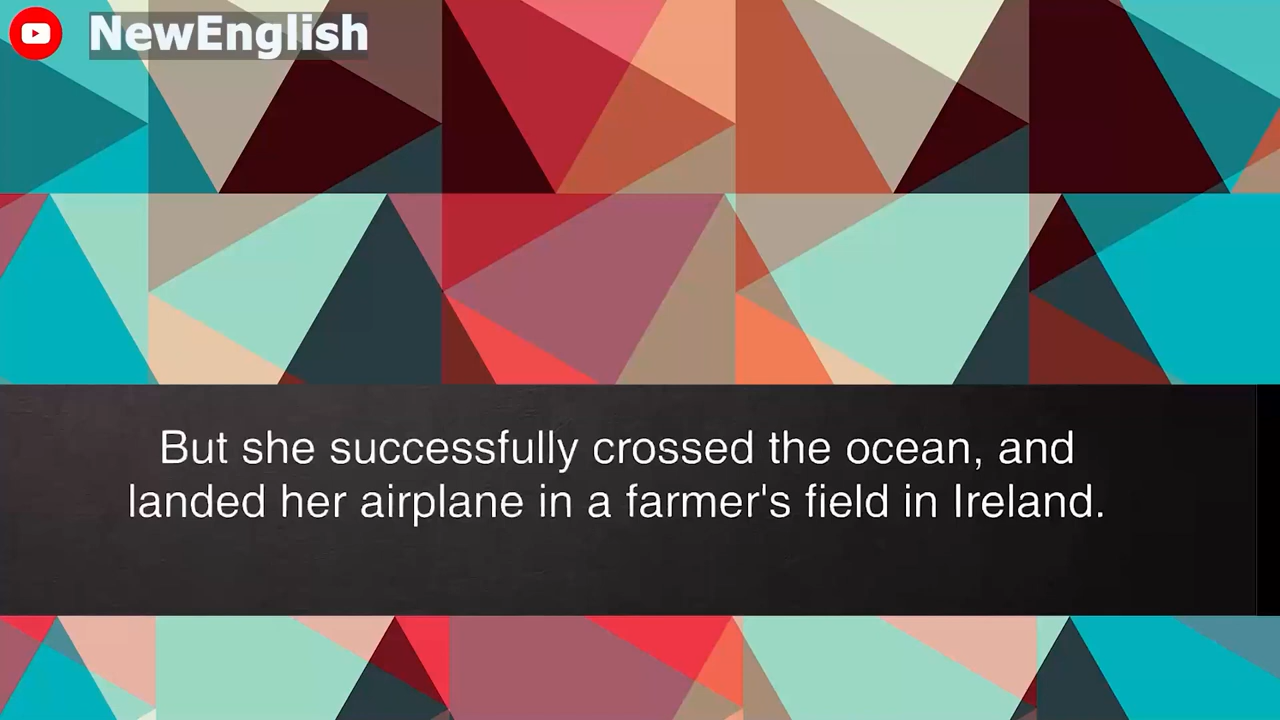 NewEnglish
But she successfully crossed the ocean, and
landed her airplane in a farmer's field in Ireland.